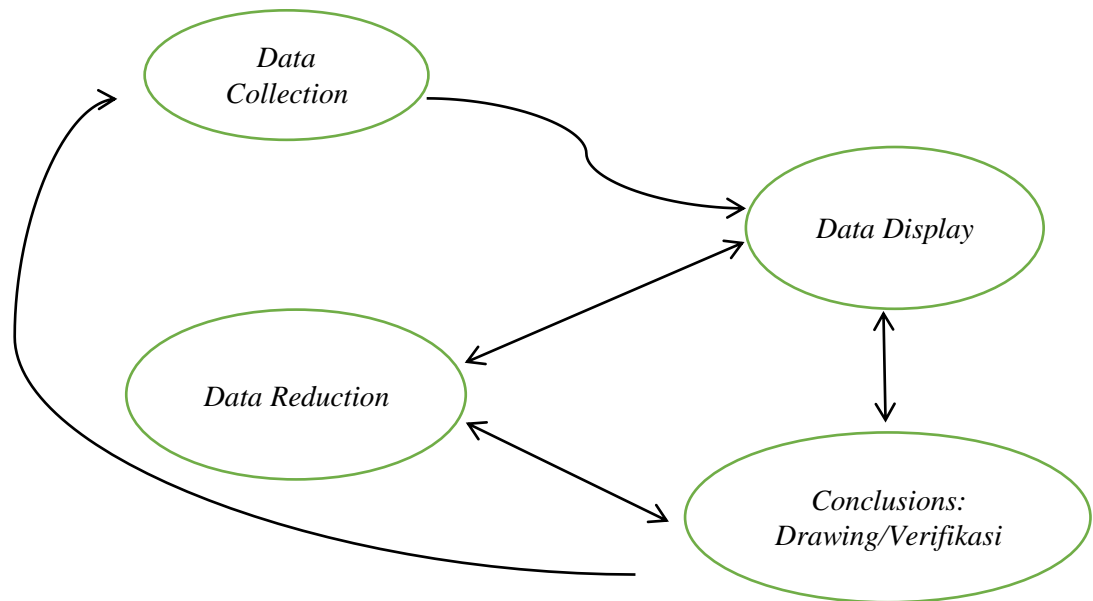 Data
Collection
Data Display
Data Reduction
Conclusions:
Drawing/Verifikasi